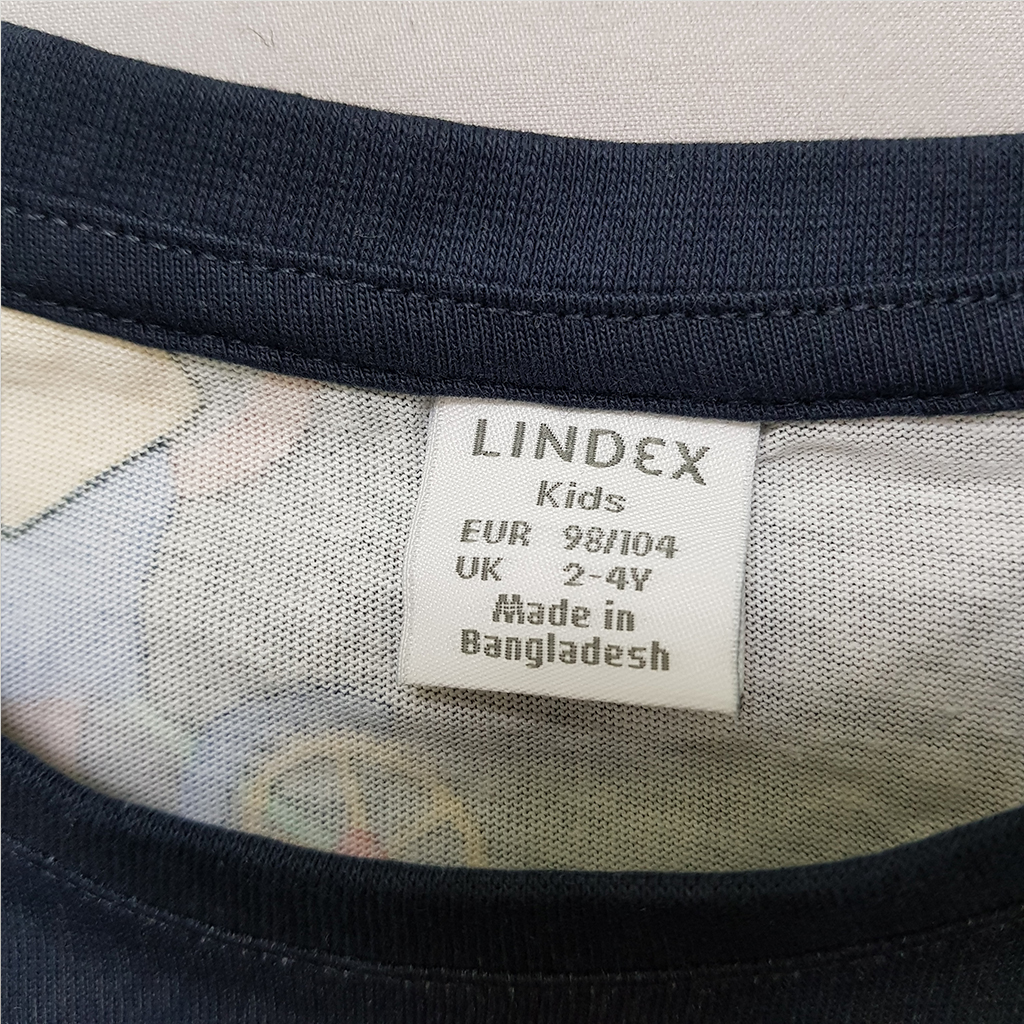 LINDEX
Kids
EUR 98/104
UK 2-4Y
Made in
Bangladesh